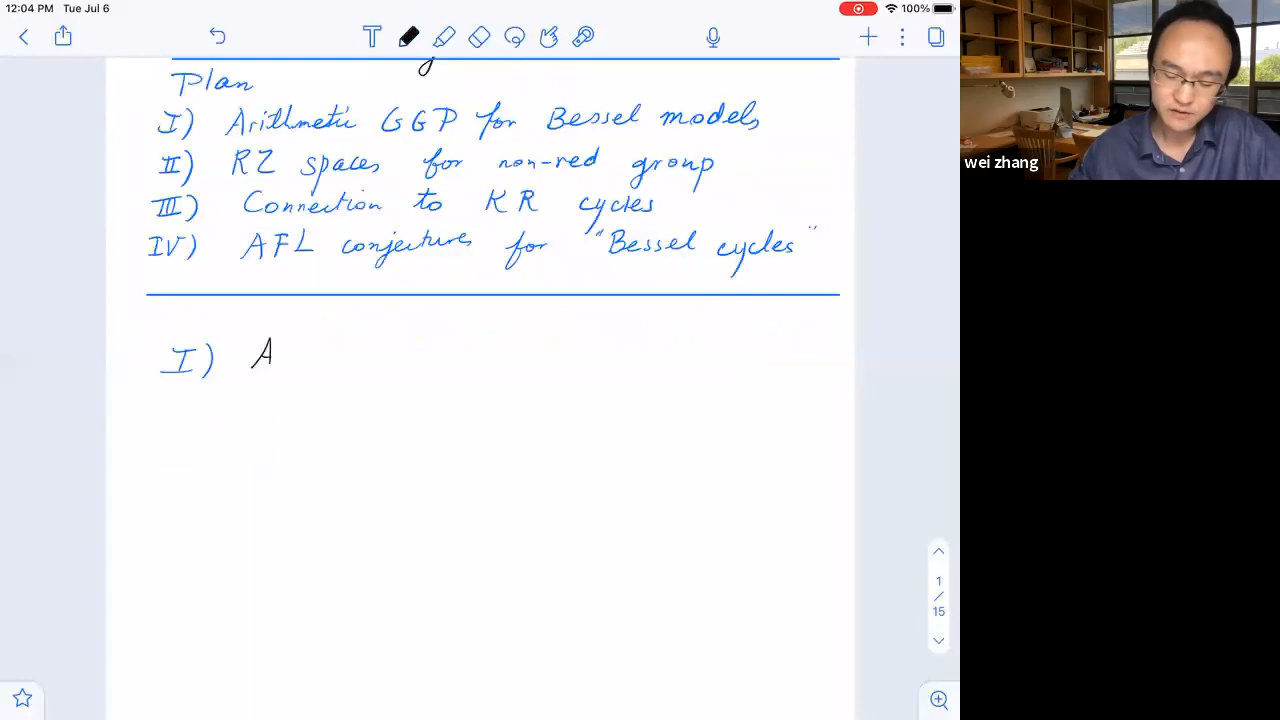 12:04 PM Tue Jul 6
100%
Plan
I) Arithmetic GGP for Bessel models
II) RZ spaces for non-red group
III) Connection to KR cycles
IV) AFL conjectures for "Bessel cycles"
I) A
wei zhang
1
/
15